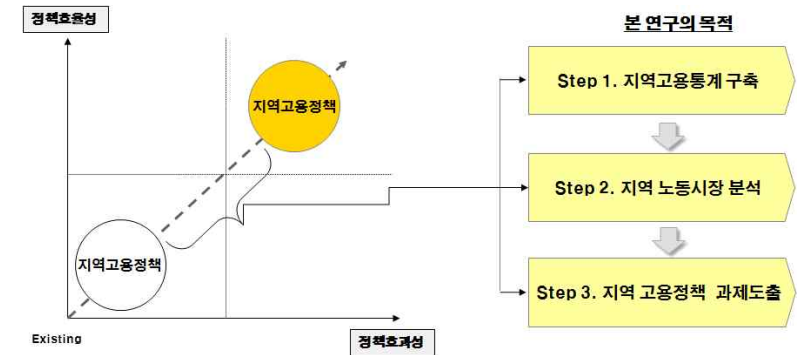 정책효율성
지역고용정책
지역고용정책
Existing
정책효과성
본 연구의 목적
Step 1. 지역고용통계 구축
Step 2. 지역 노동시장 분석
Step 3. 지역 고용정책 과제도출